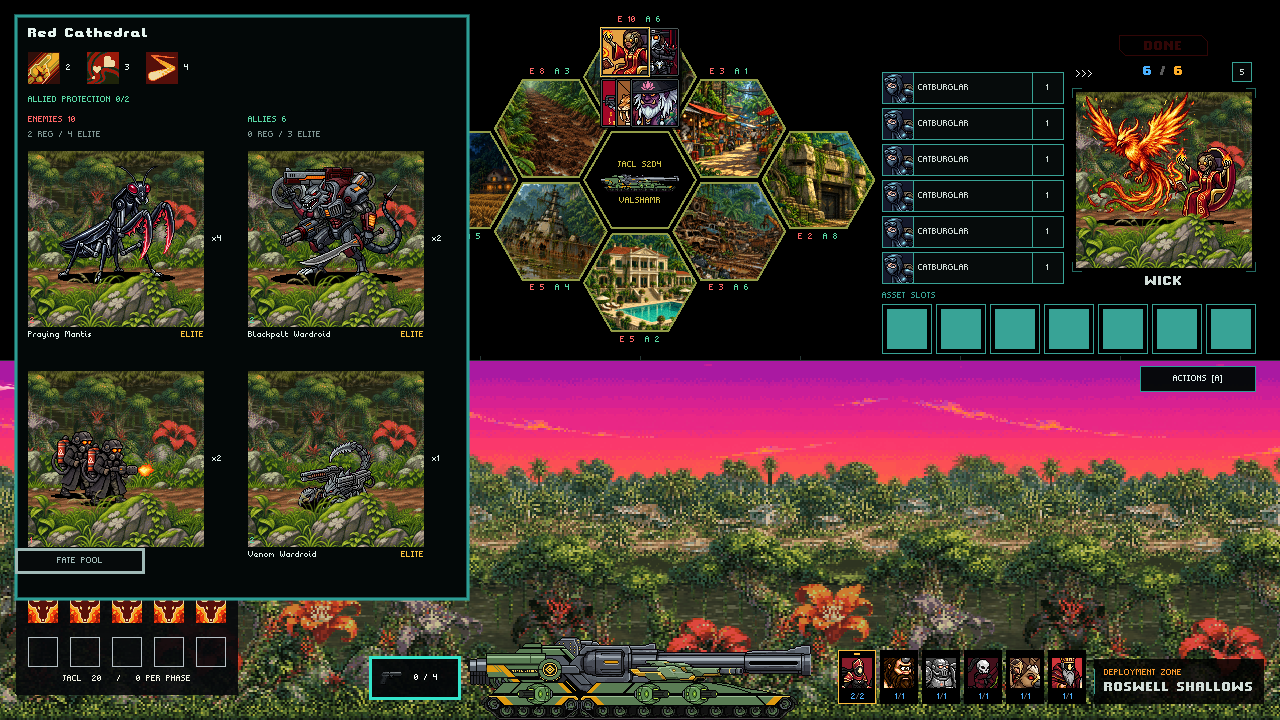 Red Cathedral
2
3
4
ALLIED PROTECTION 0/2
ENEMIES 10
ALLIES 6
2 REG / 4 ELITE
0 REG / 3 ELITE
x4
x2
Praying Mantis
ELITE
Blackpelt Wardroid
ELITE
x2
x1
FATE POOL
Venom Wardroid
ELITE
JACL 20 / 0 PER PHASE
0 / 4
E 10 A 6
E 8 A 3
E 3 A 1
JACL S2D4
VALSHAMR
5
E 2 A 8
E 5 A 4
E 3 A 6
E 5 A 2
CATBURGLAR 1
CATBURGLAR 1
CATBURGLAR 1
CATBURGLAR 1
CATBURGLAR 1
CATBURGLAR 1
ASSET SLOTS
DONE
>>>
6 / 6
5
WICK
ACTIONS [A]
2/2
1/1
1/1
1/1
1/1
1/1
DEPLOYMENT ZONE
ROSWELL SHALLOWS